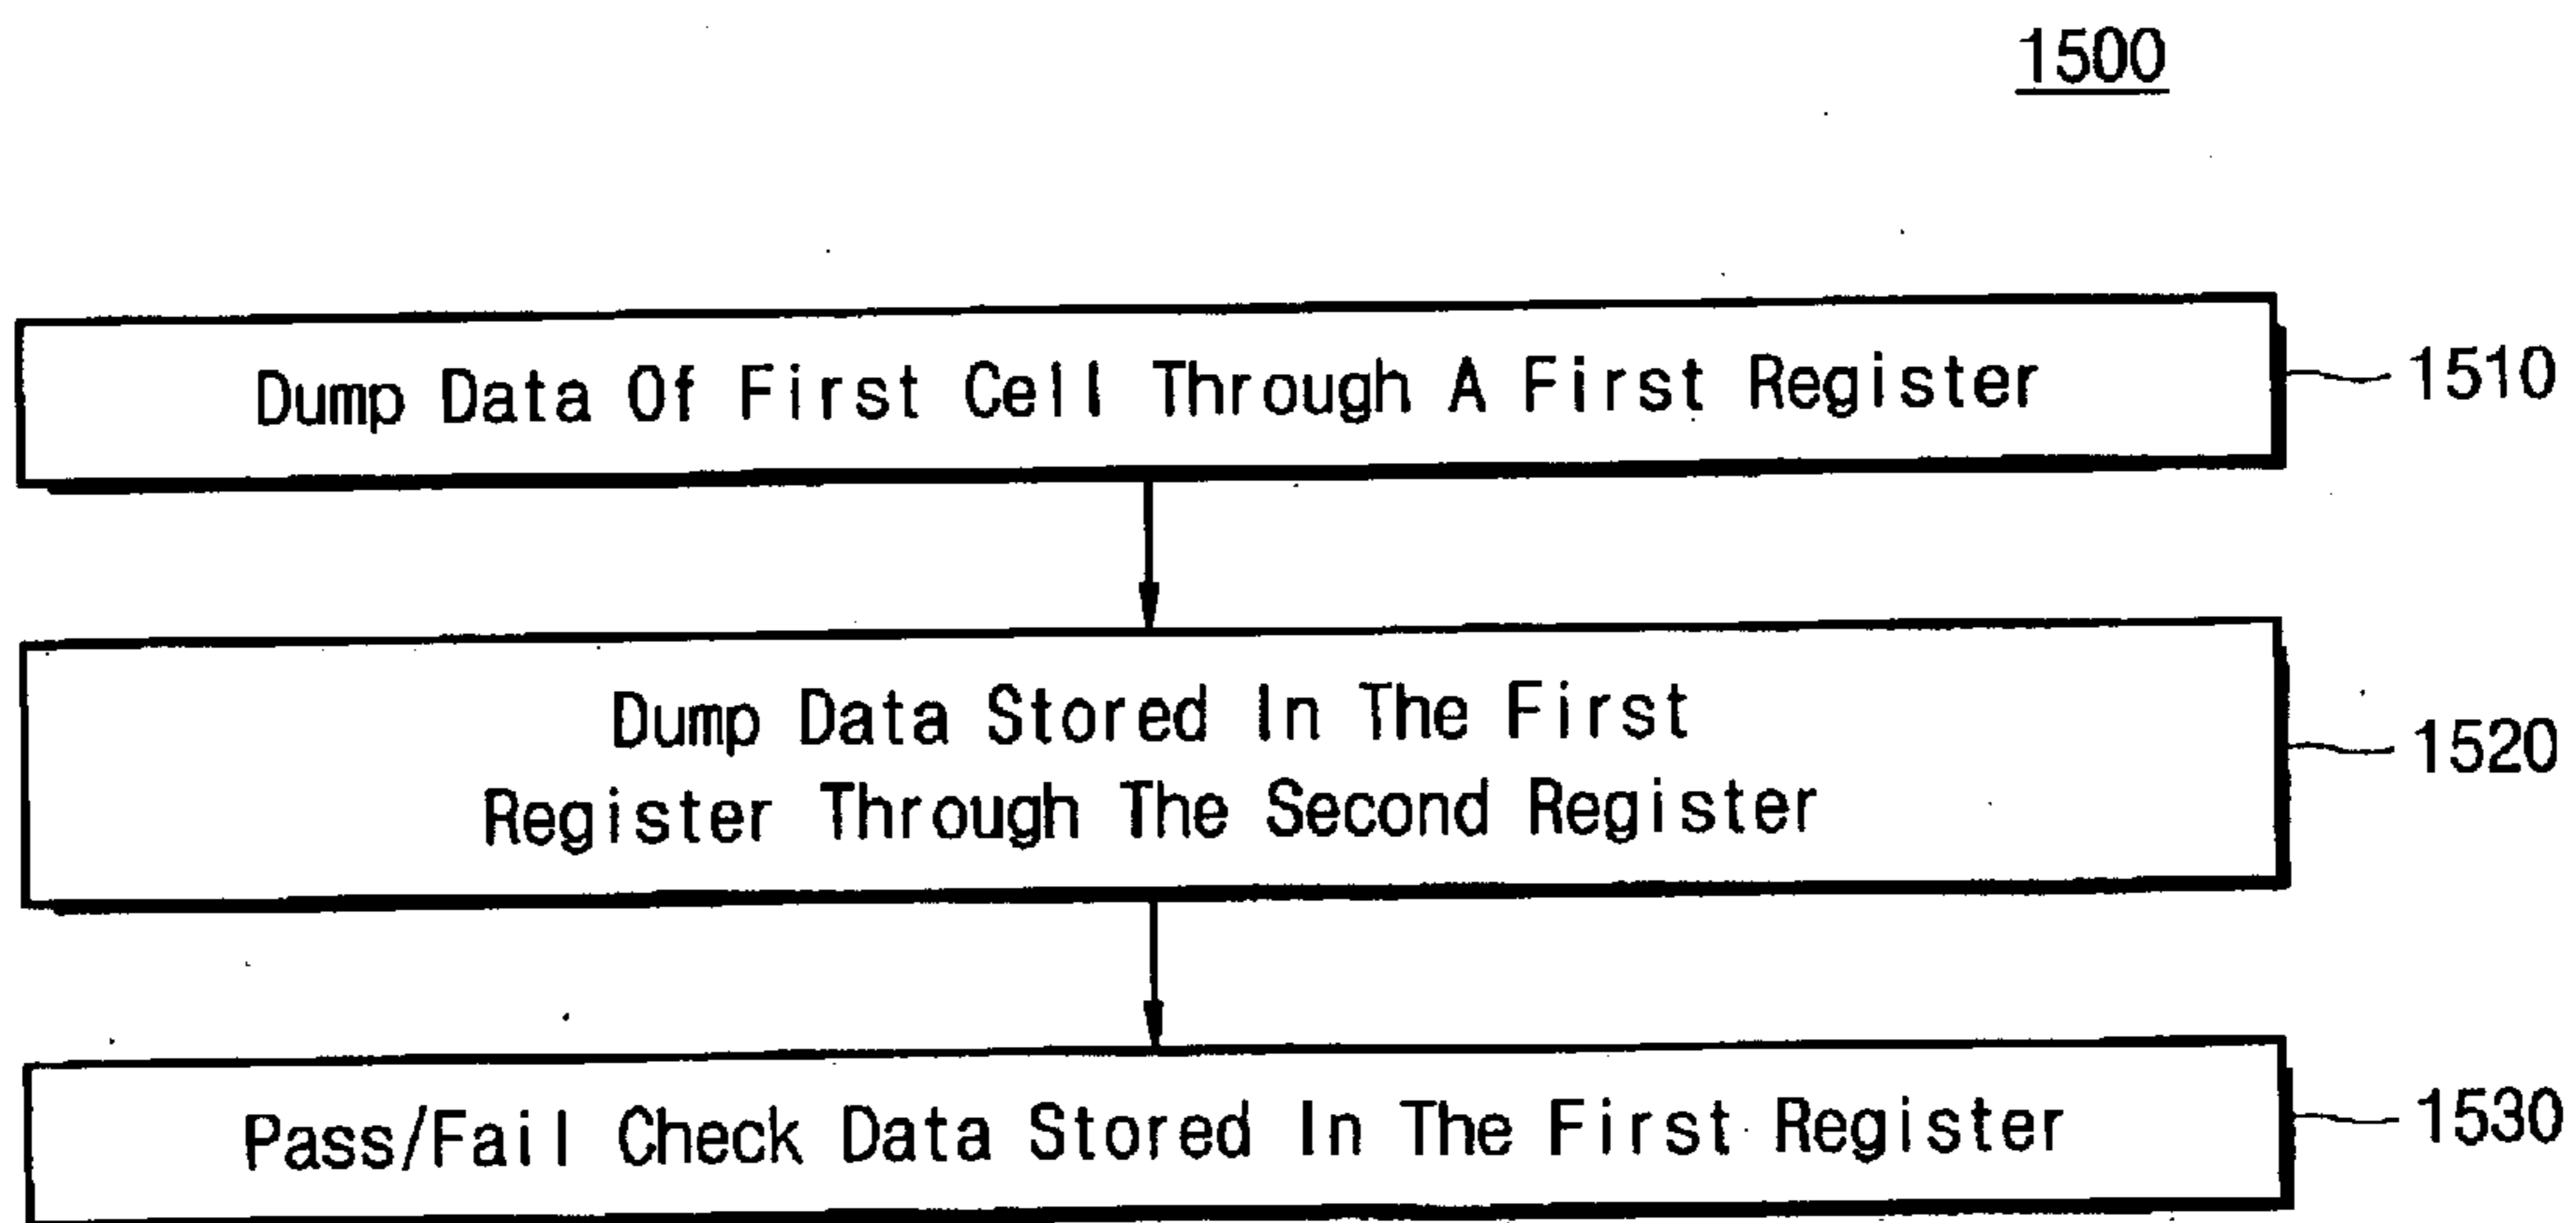 1500
Dump Data Of First Cell Through A First Register
1510
Dump Data Stored In The First
Register Through The Second Register
1520
Pass/Fail Check Data Stored In The First Register
1530